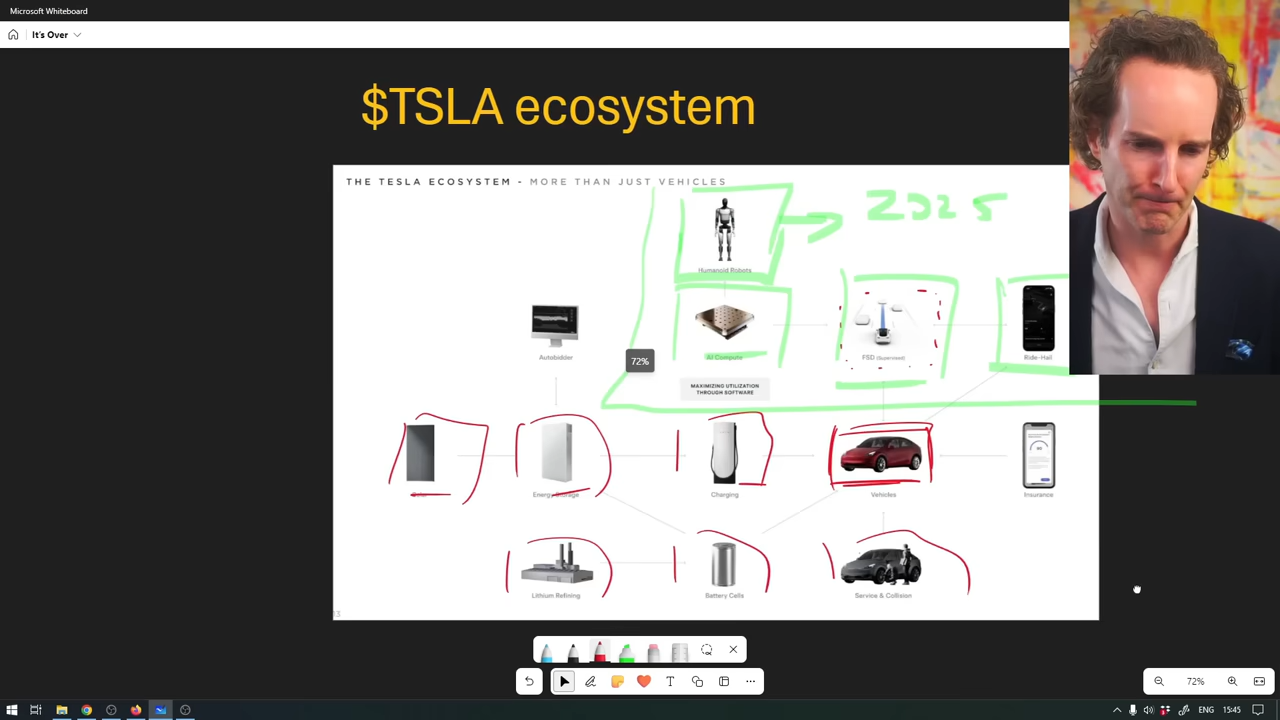 Microsoft Whiteboard
It's Over
$TSLA ecosystem
THE TESLA ECOSYSTEM - MORE THAN JUST VEHICLES
2025
Humanoid Robots
Autobidder
AI Compute
FSD (Supervised)
Ride-Hail
72%
MAXIMIZING UTILIZATION
THROUGH SOFTWARE
Energy Storage
Charging
Vehicles
Insurance
Lithium Refining
Battery Cells
Service & Collision
T
72%
ENG
15:45